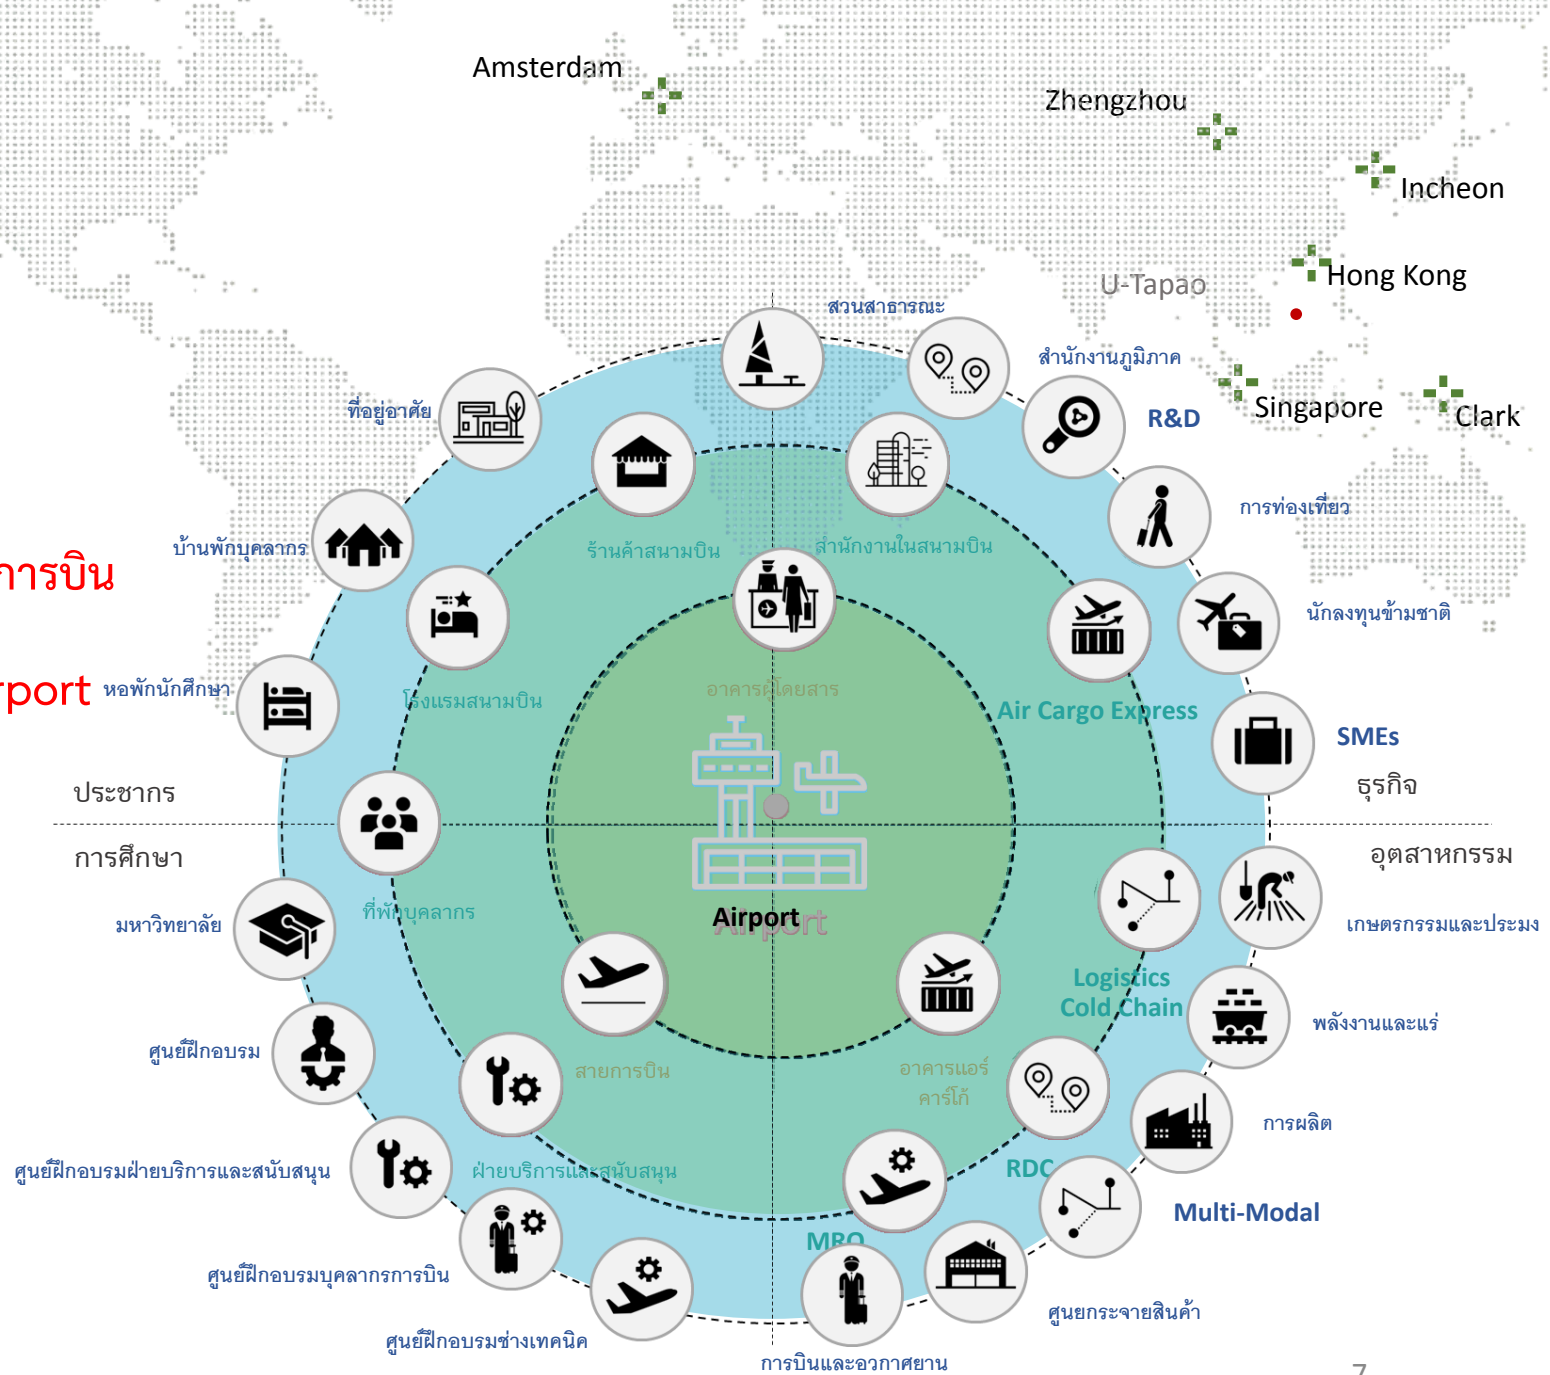 Amsterdam
Zhengzhou
Incheon
Hong Kong
U-Tapao
Singapore
Clark
สวนสาธารณะ
สำนักงานภูมิภาค
R&D
ที่อยู่อาศัย
การท่องเที่ยว
บ้านพักบุคลากร
ร้านค้าสนามบิน
สำนักงานในสนามบิน
การบิน
นักลงทุนข้ามชาติ
rport
หอพักนักศึกษา
โรงแรมสนามบิน
อาคารผู้โดยสาร
Air Cargo Express
SMEs
ประชากร
ธุรกิจ
การศึกษา
อุตสาหกรรม
มหาวิทยาลัย
ที่พักบุคลากร
Airport
Airport
เกษตรกรรมและประมง
Logistics
Cold Chain
พลังงานและแร่
ศูนย์ฝึกอบรม
สายการบิน
อาคารแอร์
คาร์โก้
การผลิต
ศูนย์ฝึกอบรมฝ่ายบริการและสนับสนุน
ฝ่ายบริการและสนับสนุน
RDC
Multi-Modal
MRO
ศูนย์ฝึกอบรมบุคลากรการบิน
ศูนยกระจายสินค้า
ศูนย์ฝึกอบรมช่างเทคนิค
การบินและอวกาศยาน
7